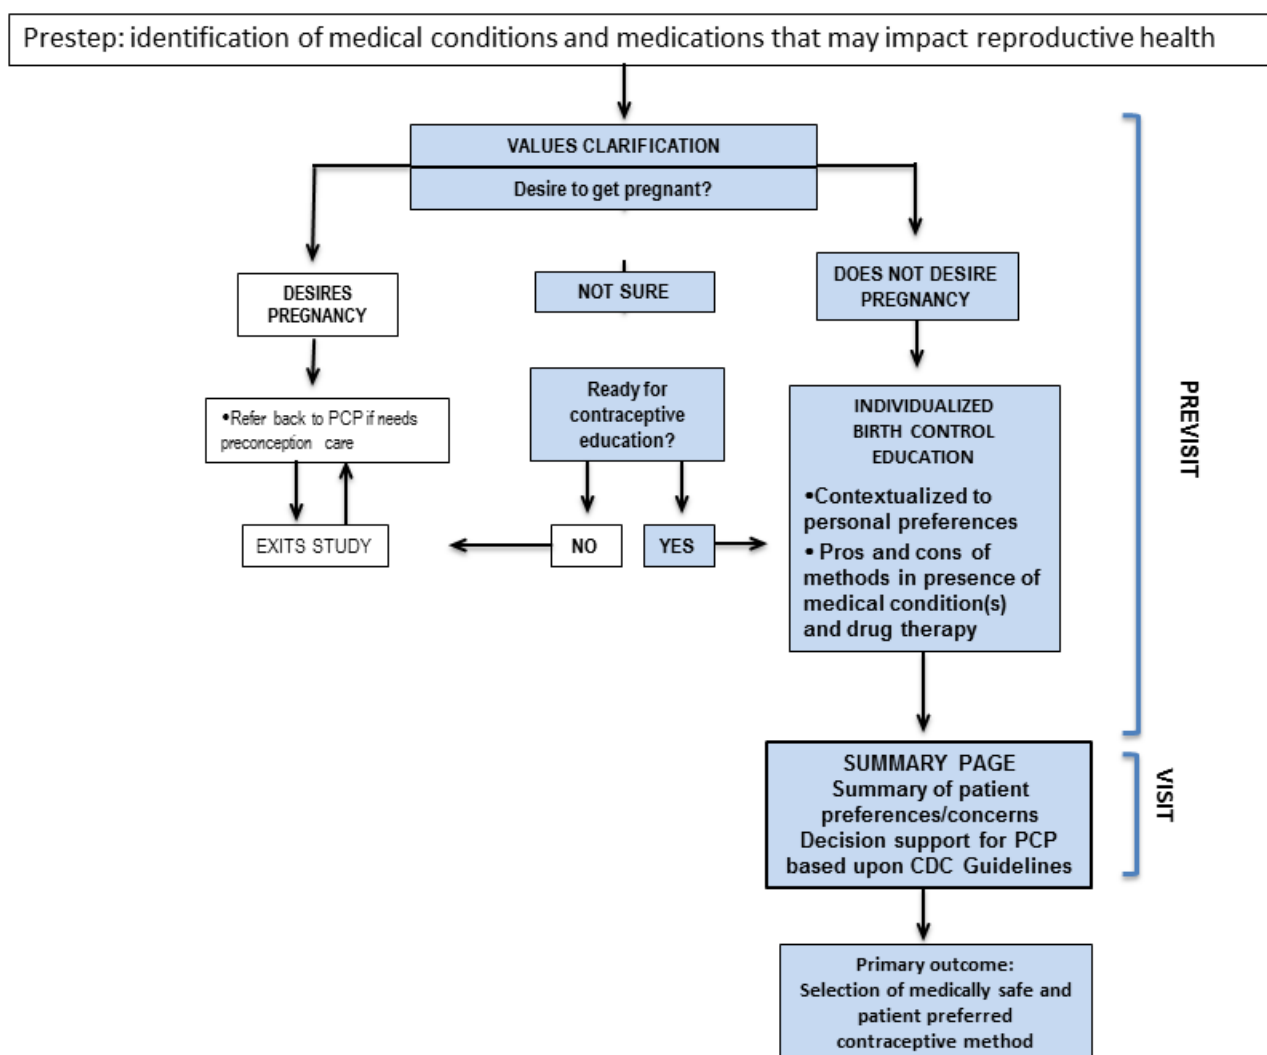 Prestep: identification of medical conditions and medications that may impact reproductive health
VALUES CLARIFICATION
Desire to get pregnant?
DESIRES
PREGNANCY
NOT SURE
DOES NOT DESIRE
PREGNANCY
•Refer back to PCP if needs
preconception care
Ready for
contraceptive
education?
INDIVIDUALIZED
BIRTH CONTROL
EDUCATION
•Contextualized to
personal preferences
• Pros and cons of
methods in presence of
medical condition(s)
and drug therapy
EXITS STUDY
NO
YES
PREVISIT
SUMMARY PAGE
Summary of patient
preferences/concerns
Decision support for PCP
based upon CDC Guidelines
VISIT
Primary outcome:
Selection of medically safe and
patient preferred
contraceptive method